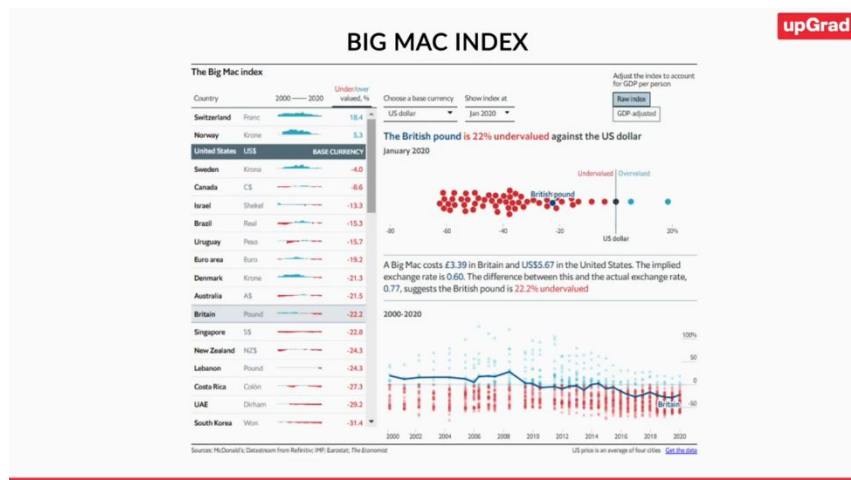 upGrad
BIG MAC INDEX
The Big Mac index
Country 2000 2020 Under/over valued, %
Switzerland Franc 18.4
Norway Krone 5.3
United States US$ BASE CURRENCY
Sweden Krona -4.0
Canada C$ -8.6
Israel Shekel -13.3
Brazil Real -15.3
Uruguay Peso -15.7
Euro area Euro -19.2
Denmark Krone -21.3
Australia A$ -21.5
Britain Pound -22.2
Singapore S$ -22.8
New Zealand NZ$ -24.3
Lebanon Pound -24.3
Costa Rica Colón -27.3
UAE Dirham -29.2
South Korea Won -31.4
Choose a base currency
US dollar
Show index at
Jan 2020
Adjust the index to account
for GDP per person
Raw index
GDP-adjusted
The British pound is 22% undervalued against the US dollar
January 2020
Undervalued Overvalued
British pound
-80 -60 -40 -20 20%
US dollar
A Big Mac costs £3.39 in Britain and US$5.67 in the United States. The implied
exchange rate is 0.60. The difference between this and the actual exchange rate,
0.77, suggests the British pound is 22.2% undervalued
2000-2020
100%
50
0
Britain
-50
2000 2002 2004 2006 2008 2010 2012 2014 2016 2018 2020
Sources: McDonald's; Datastream from Refinitiv; IMF; Eurostat; The Economist
US price is an average of four cities Get the data